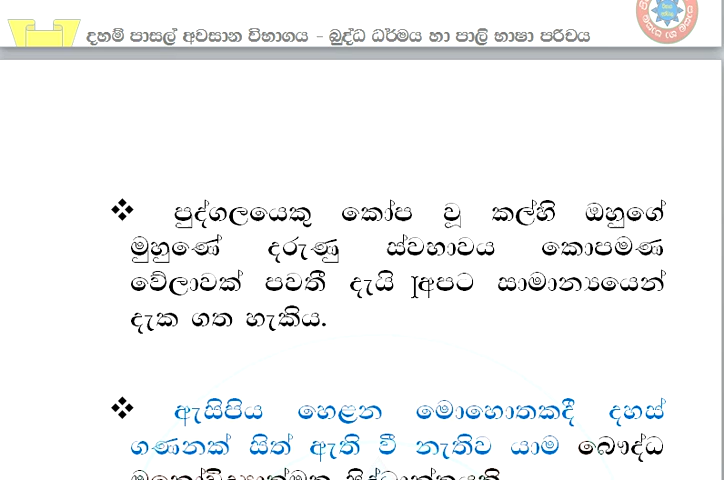 දහම් පාසල් අවසාන විභාගය - බුද්ධ ධර්මය හා පාලි භාෂා පරිචය
❖ පුද්ගලයෙකු කෝප වූ කල්හි ඔහුගේ
මුහුණේ දරුණු ස්වභාවය කොපමණ
වේලාවක් පවතී දැයි අපට සාමාන්‍යයෙන්
දැක ගත හැකිය.
❖ ඇසිපිය හෙළන මොහොතකදී දහස්
ගණනක් සිත් ඇති වී නැතිව යාම බෞද්ධ